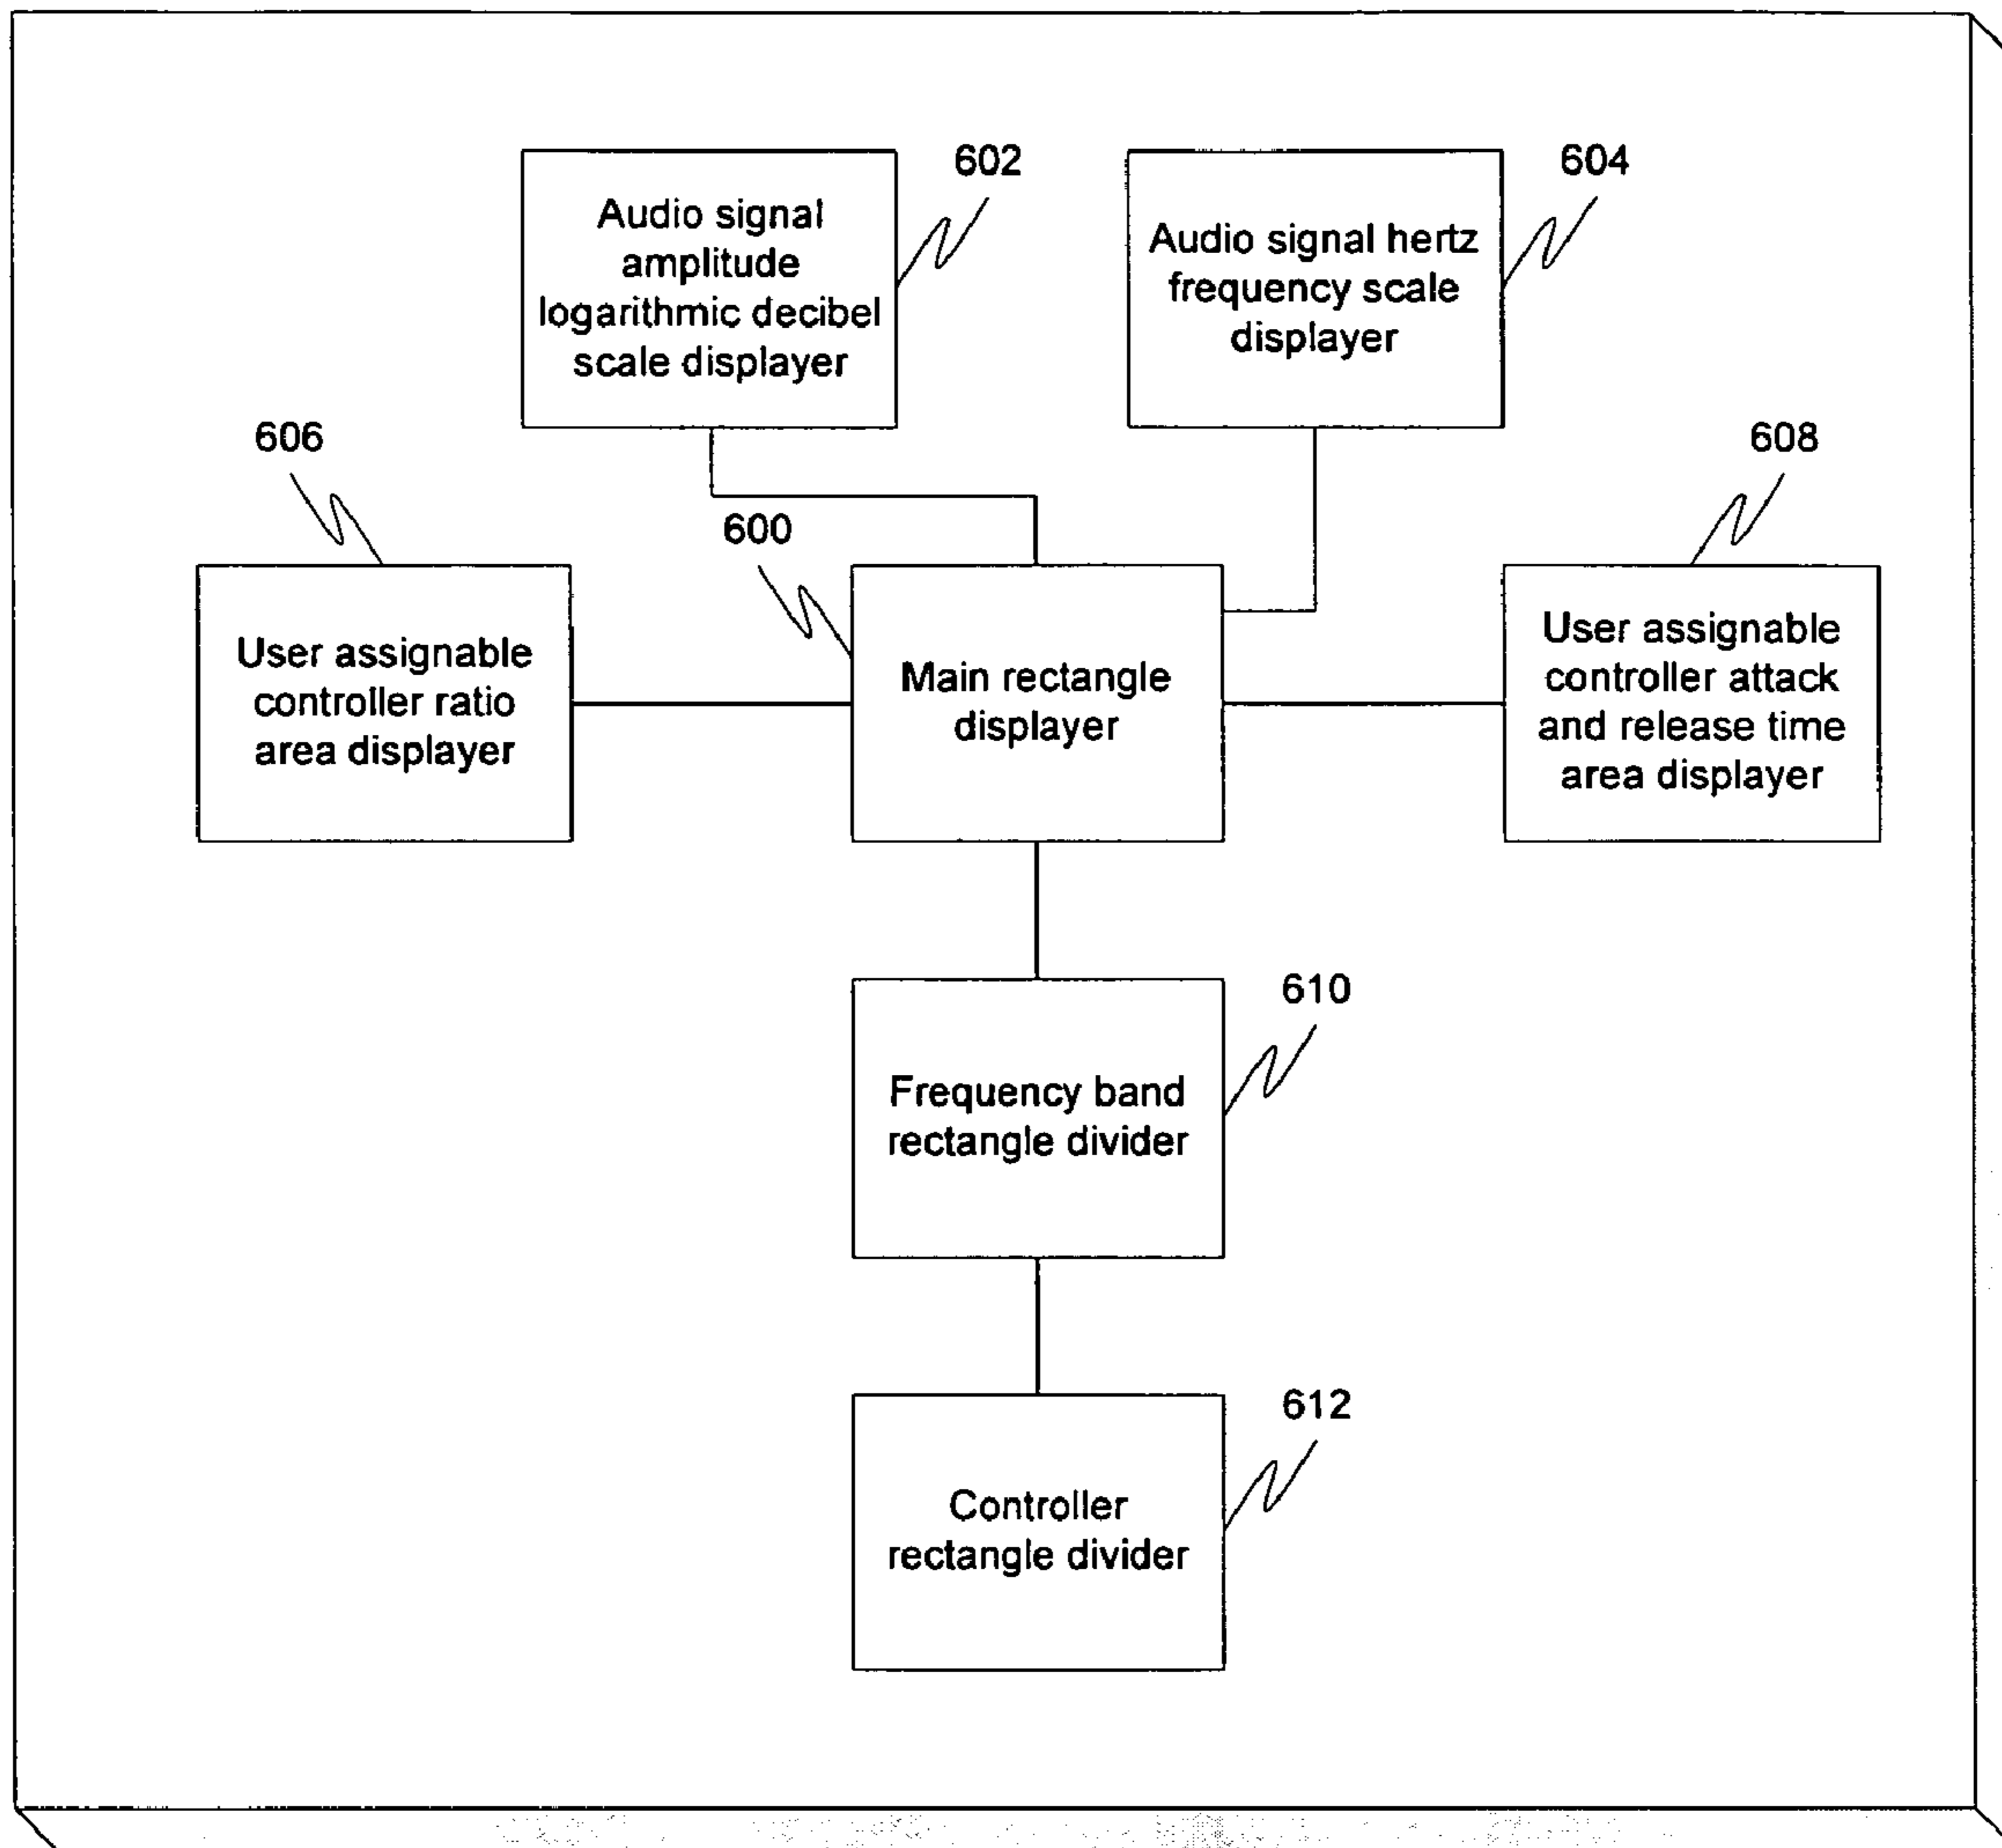 602
604
Audio signal
amplitude
logarithmic decibel
scale displayer
Audio signal hertz
frequency scale
displayer
606
608
600
User assignable
controller ratio
area displayer
Main rectangle
displayer
User assignable
controller attack
and release time
area displayer
610
Frequency band
rectangle divider
612
Controller
rectangle divider